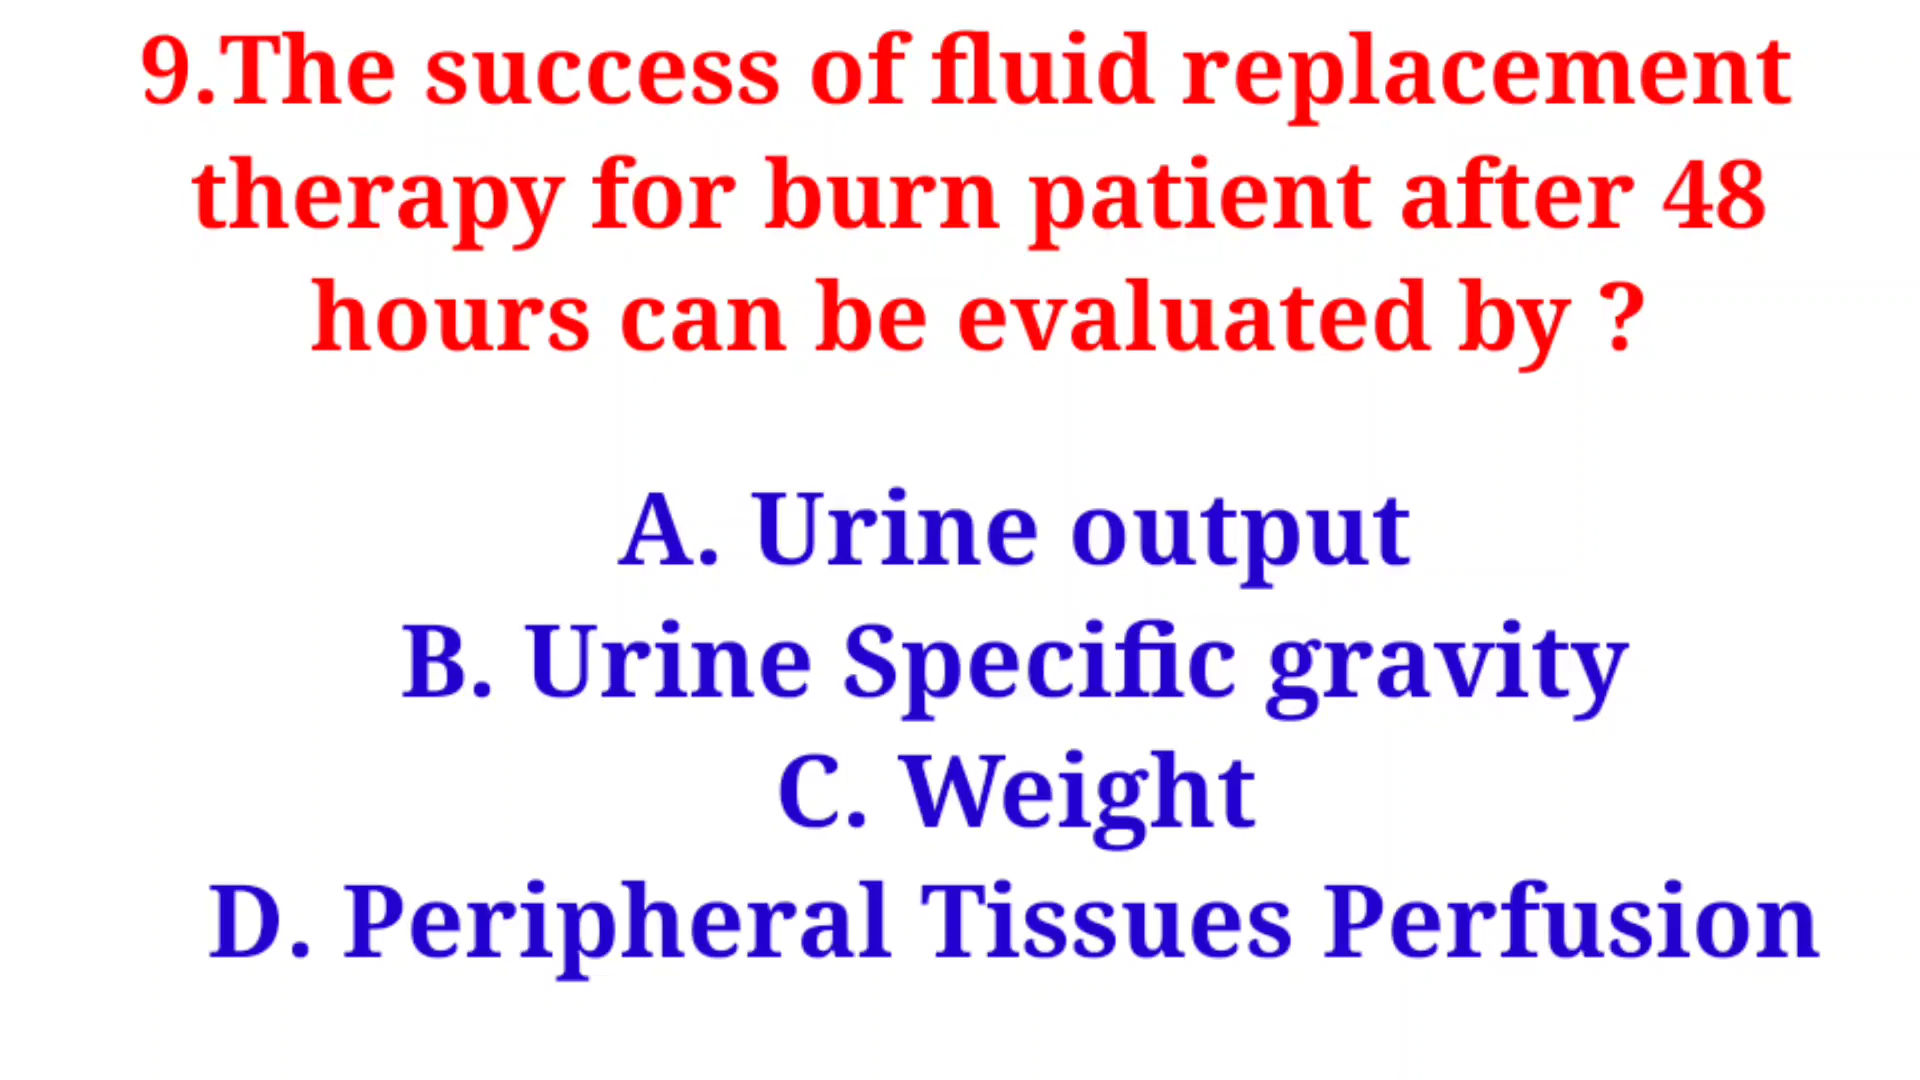 9.The success of fluid replacement
therapy for burn patient after 48
hours can be evaluated by ?
A. Urine output
B. Urine Specific gravity
C. Weight
D. Peripheral Tissues Perfusion